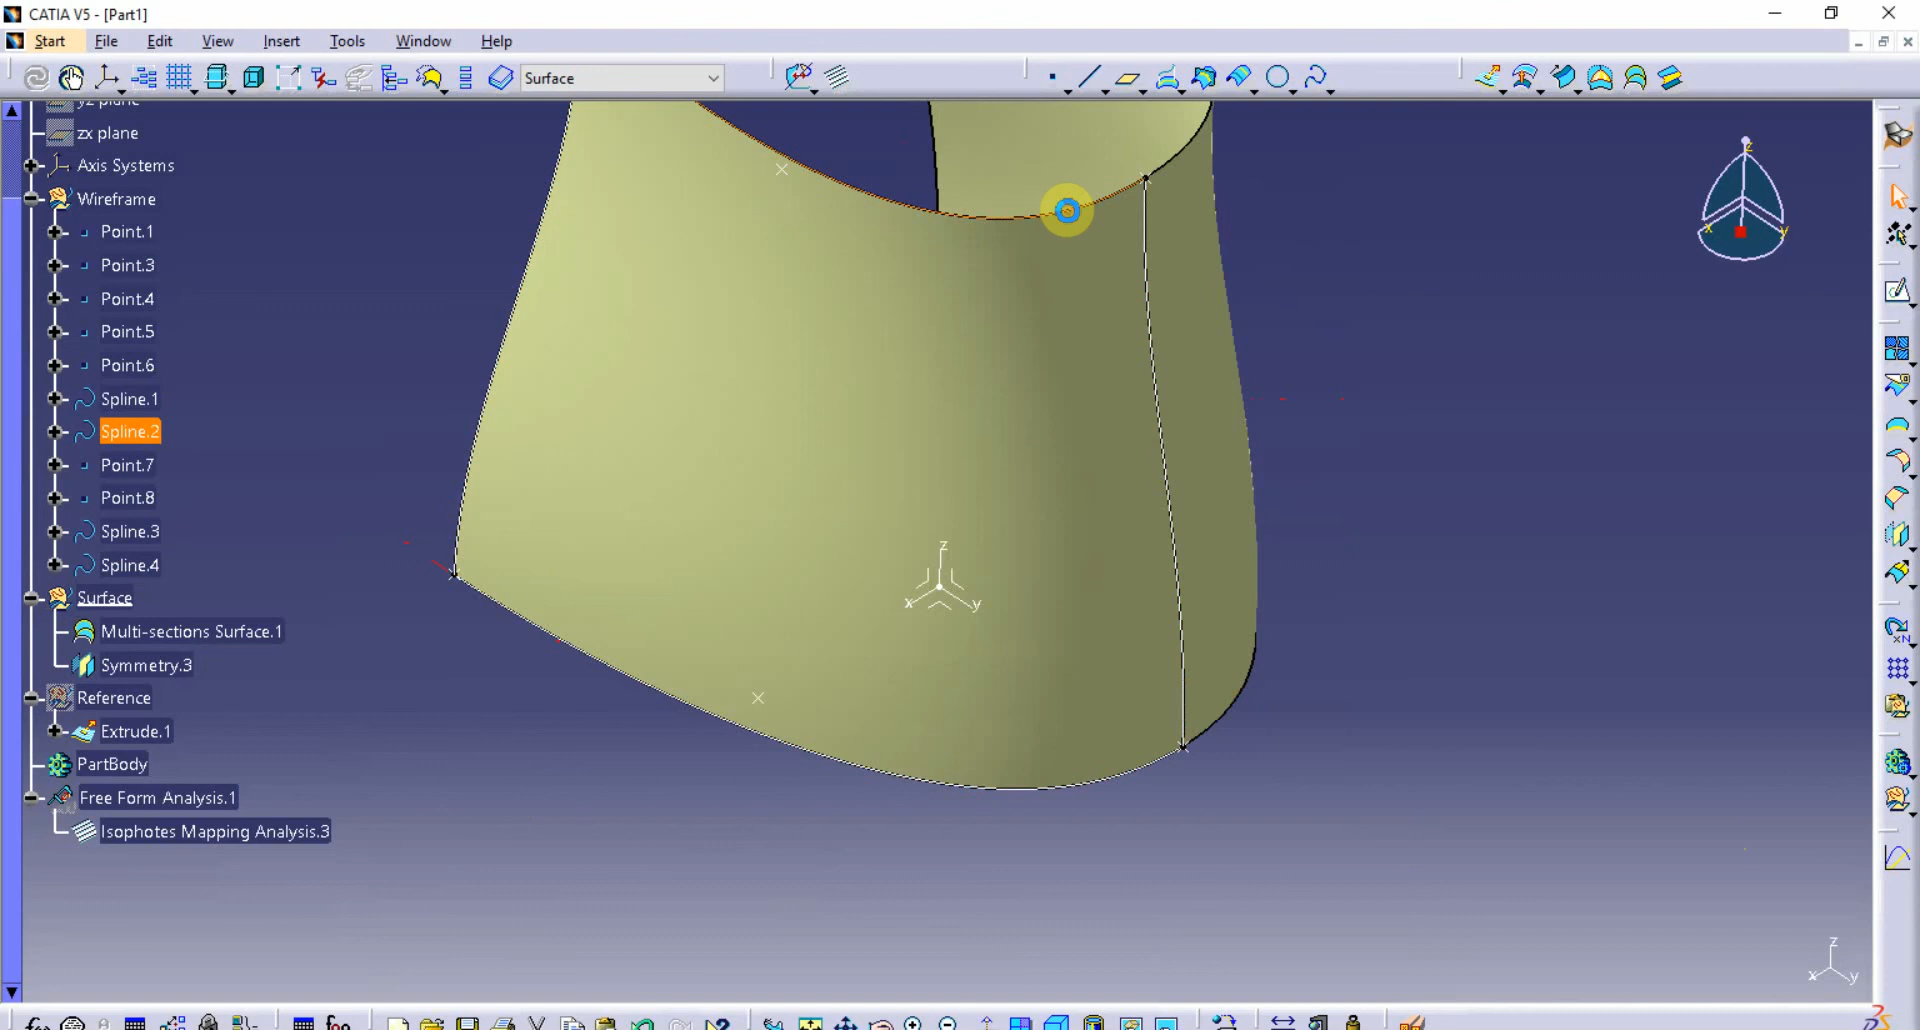 CATIA V5 - [Part1]
Start File Edit View Insert Tools Window Help
Surface
yz plane
zx plane
Axis Systems
Wireframe
Point.1
Point.3
Point.4
Point.5
Point.6
Spline.1
Spline.2
Point.7
Point.8
Spline.3
Spline.4
Surface
Multi-sections Surface.1
Symmetry.3
Reference
Extrude.1
PartBody
Free Form Analysis.1
Isophotes Mapping Analysis.3
z
x y
z
x y
z
x y